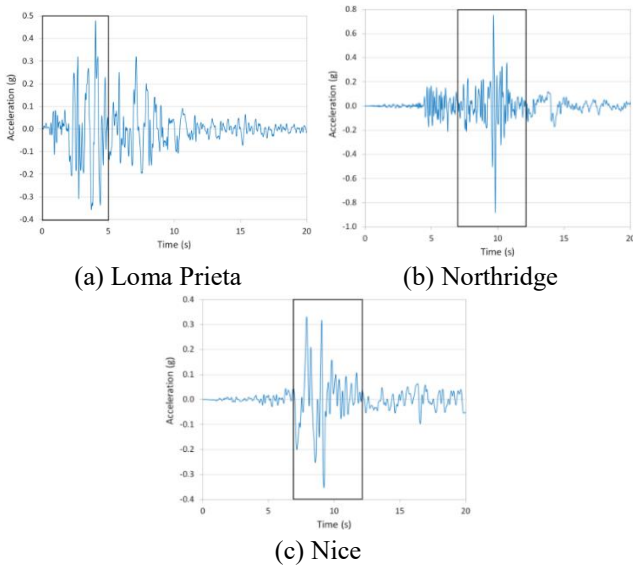 0.5
0.4
0.3
0.2
0.1
0.0
-0.1
-0.2
-0.3
-0.4
Acceleration (g)
0 5 10 15 20
Time (s)
(a) Loma Prieta
0.8
0.6
0.4
0.2
0.0
-0.2
-0.4
-0.6
-0.8
-1.0
Acceleration (g)
0 5 10 15 20
Time (s)
(b) Northridge
0.4
0.3
0.2
0.1
0.0
-0.1
-0.2
-0.3
-0.4
Acceleration (g)
0 5 10 15 20
Time (s)
(c) Nice